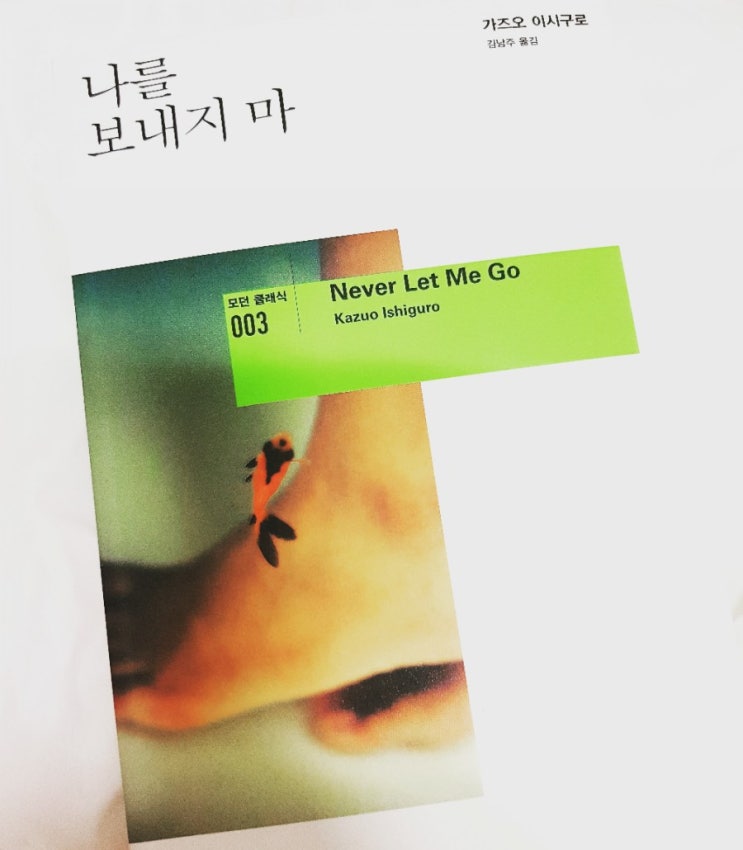 가즈오 이시구로
김남주 옮김
나를
보내지 마
모던 클래식
003
Never Let Me Go
Kazuo Ishiguro